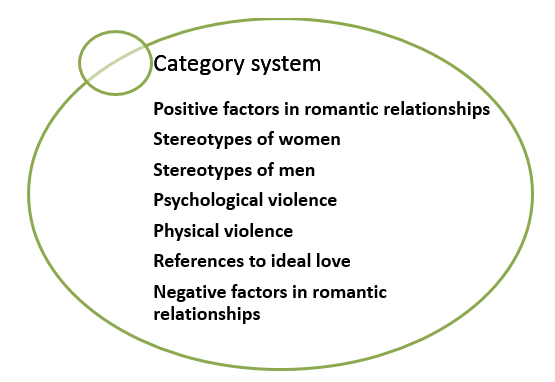 Category system
Positive factors in romantic relationships
Stereotypes of women
Stereotypes of men
Psychological violence
Physical violence
References to ideal love
Negative factors in romantic
relationships